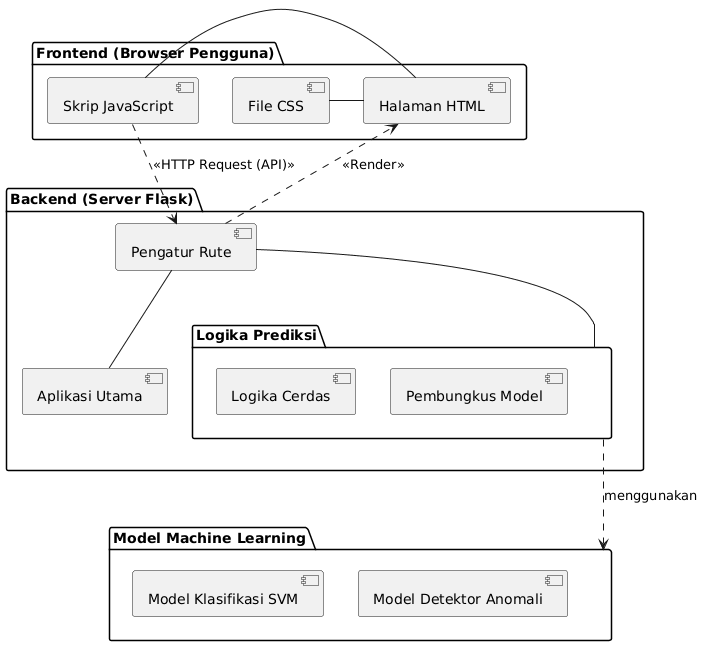 Frontend (Browser Pengguna)
Skrip JavaScript
File CSS
Halaman HTML
«HTTP Request (API)»
«Render»
Backend (Server Flask)
Pengatur Rute
Logika Prediksi
Aplikasi Utama
Logika Cerdas
Pembungkus Model
menggunakan
Model Machine Learning
Model Klasifikasi SVM
Model Detektor Anomali